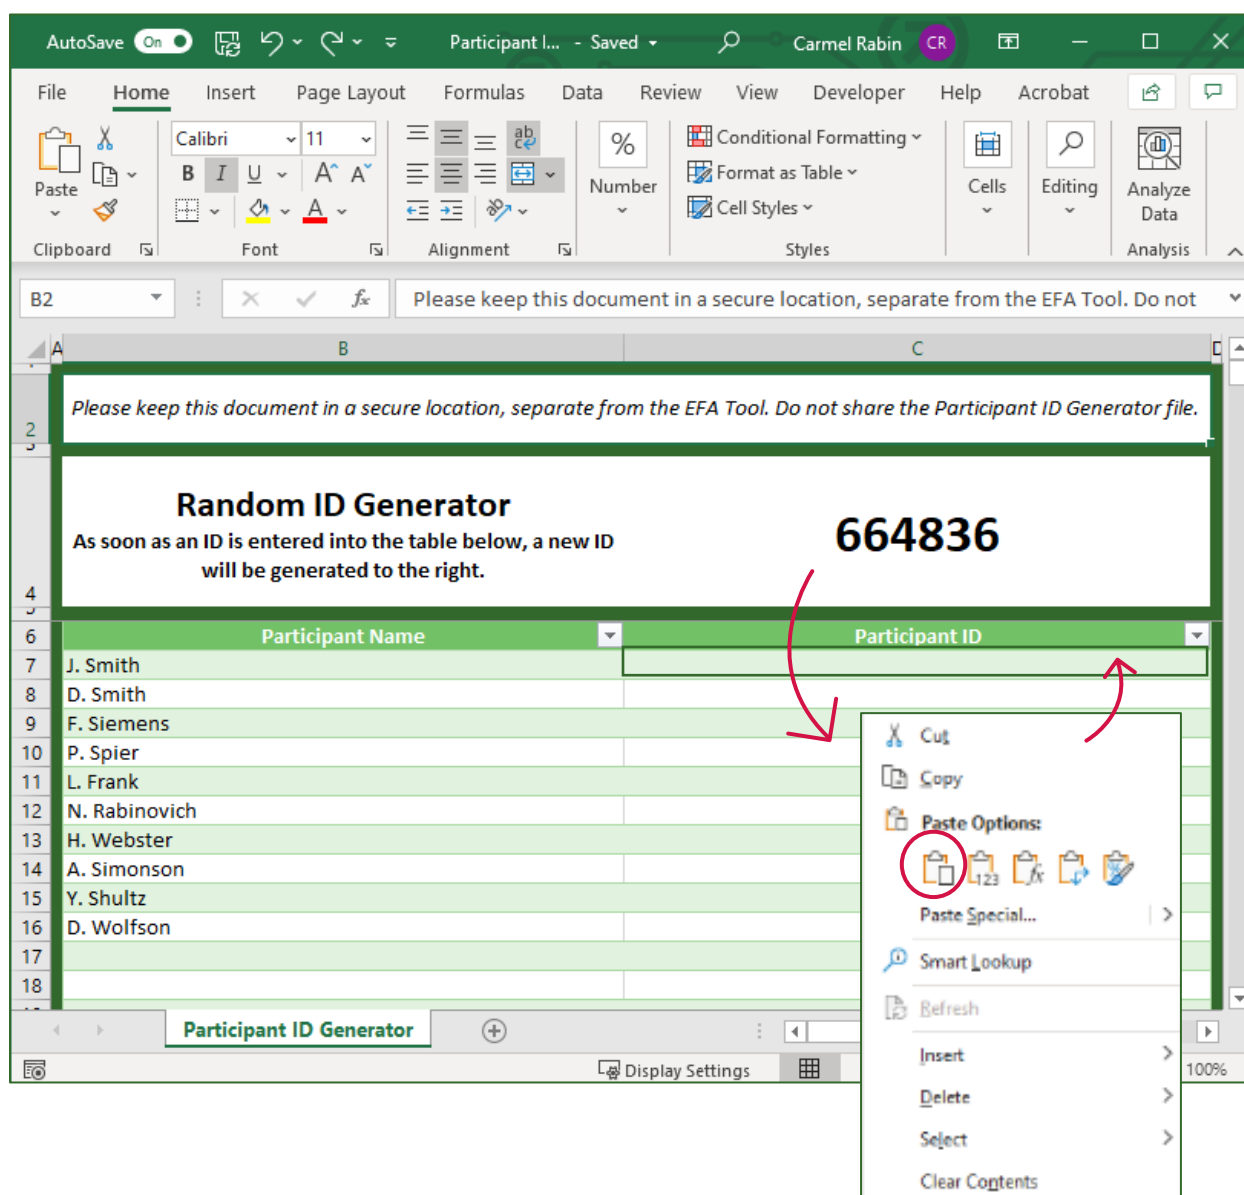 AutoSave On Participant I... - Saved Carmel Rabin CR
File Home Insert Page Layout Formulas Data Review View Developer Help Acrobat
Calibri 11 ab % Conditional Formatting
Paste B I U A A Number Format as Table Cells Editing Analyze Data
A Cell Styles
Clipboard Font Alignment Styles Analysis
B2 fx Please keep this document in a secure location, separate from the EFA Tool. Do not
A B C D
2 Please keep this document in a secure location, separate from the EFA Tool. Do not share the Participant ID Generator file.
Random ID Generator
As soon as an ID is entered into the table below, a new ID
will be generated to the right.
664836
4
6 Participant Name Participant ID
7 J. Smith
8 D. Smith
9 F. Siemens
10 P. Spier
11 L. Frank
12 N. Rabinovich
13 H. Webster
14 A. Simonson
15 Y. Shultz
16 D. Wolfson
17
18
Participant ID Generator
Display Settings 100%
Cut
Copy
Paste Options:
123 fx
Paste Special...
Smart Lookup
Refresh
Insert
Delete
Select
Clear Contents